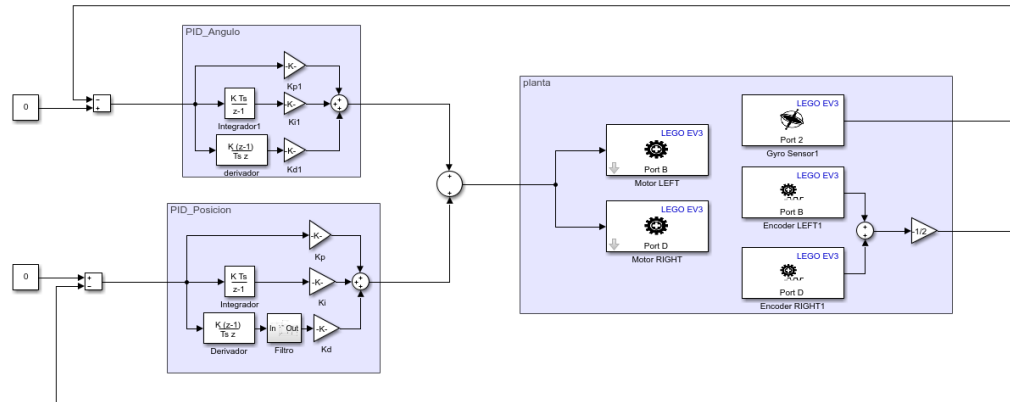 PID_Angulo
0
-K-
Kp1
K Ts
z-1
Integrador1
-K-
Ki1
K (z-1)
Ts z
derivador
-K-
Kd1
PID_Posicion
0
-K-
Kp
K Ts
z-1
Integrador
-K-
Ki
K (z-1)
Ts z
Derivador
In Out
Filtro
-K-
Kd
planta
LEGO EV3
Port B
Motor LEFT
LEGO EV3
Port D
Motor RIGHT
LEGO EV3
Port 2
Gyro Sensor1
LEGO EV3
Port B
Encoder LEFT1
LEGO EV3
Port D
Encoder RIGHT1
-1/2